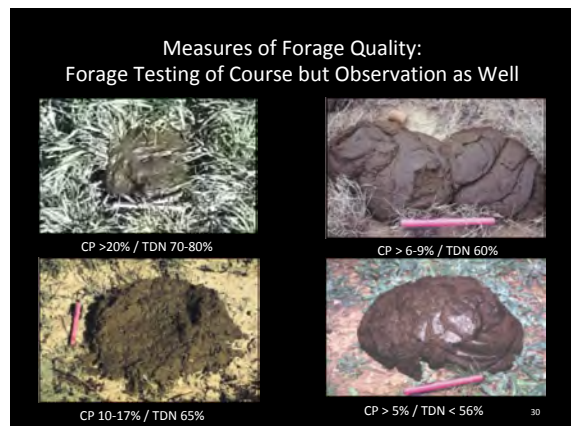 Measures of Forage Quality:
Forage Testing of Course but Observation as Well
CP >20% / TDN 70-80%
CP > 6-9% / TDN 60%
CP 10-17% / TDN 65%
CP > 5% / TDN < 56%
30